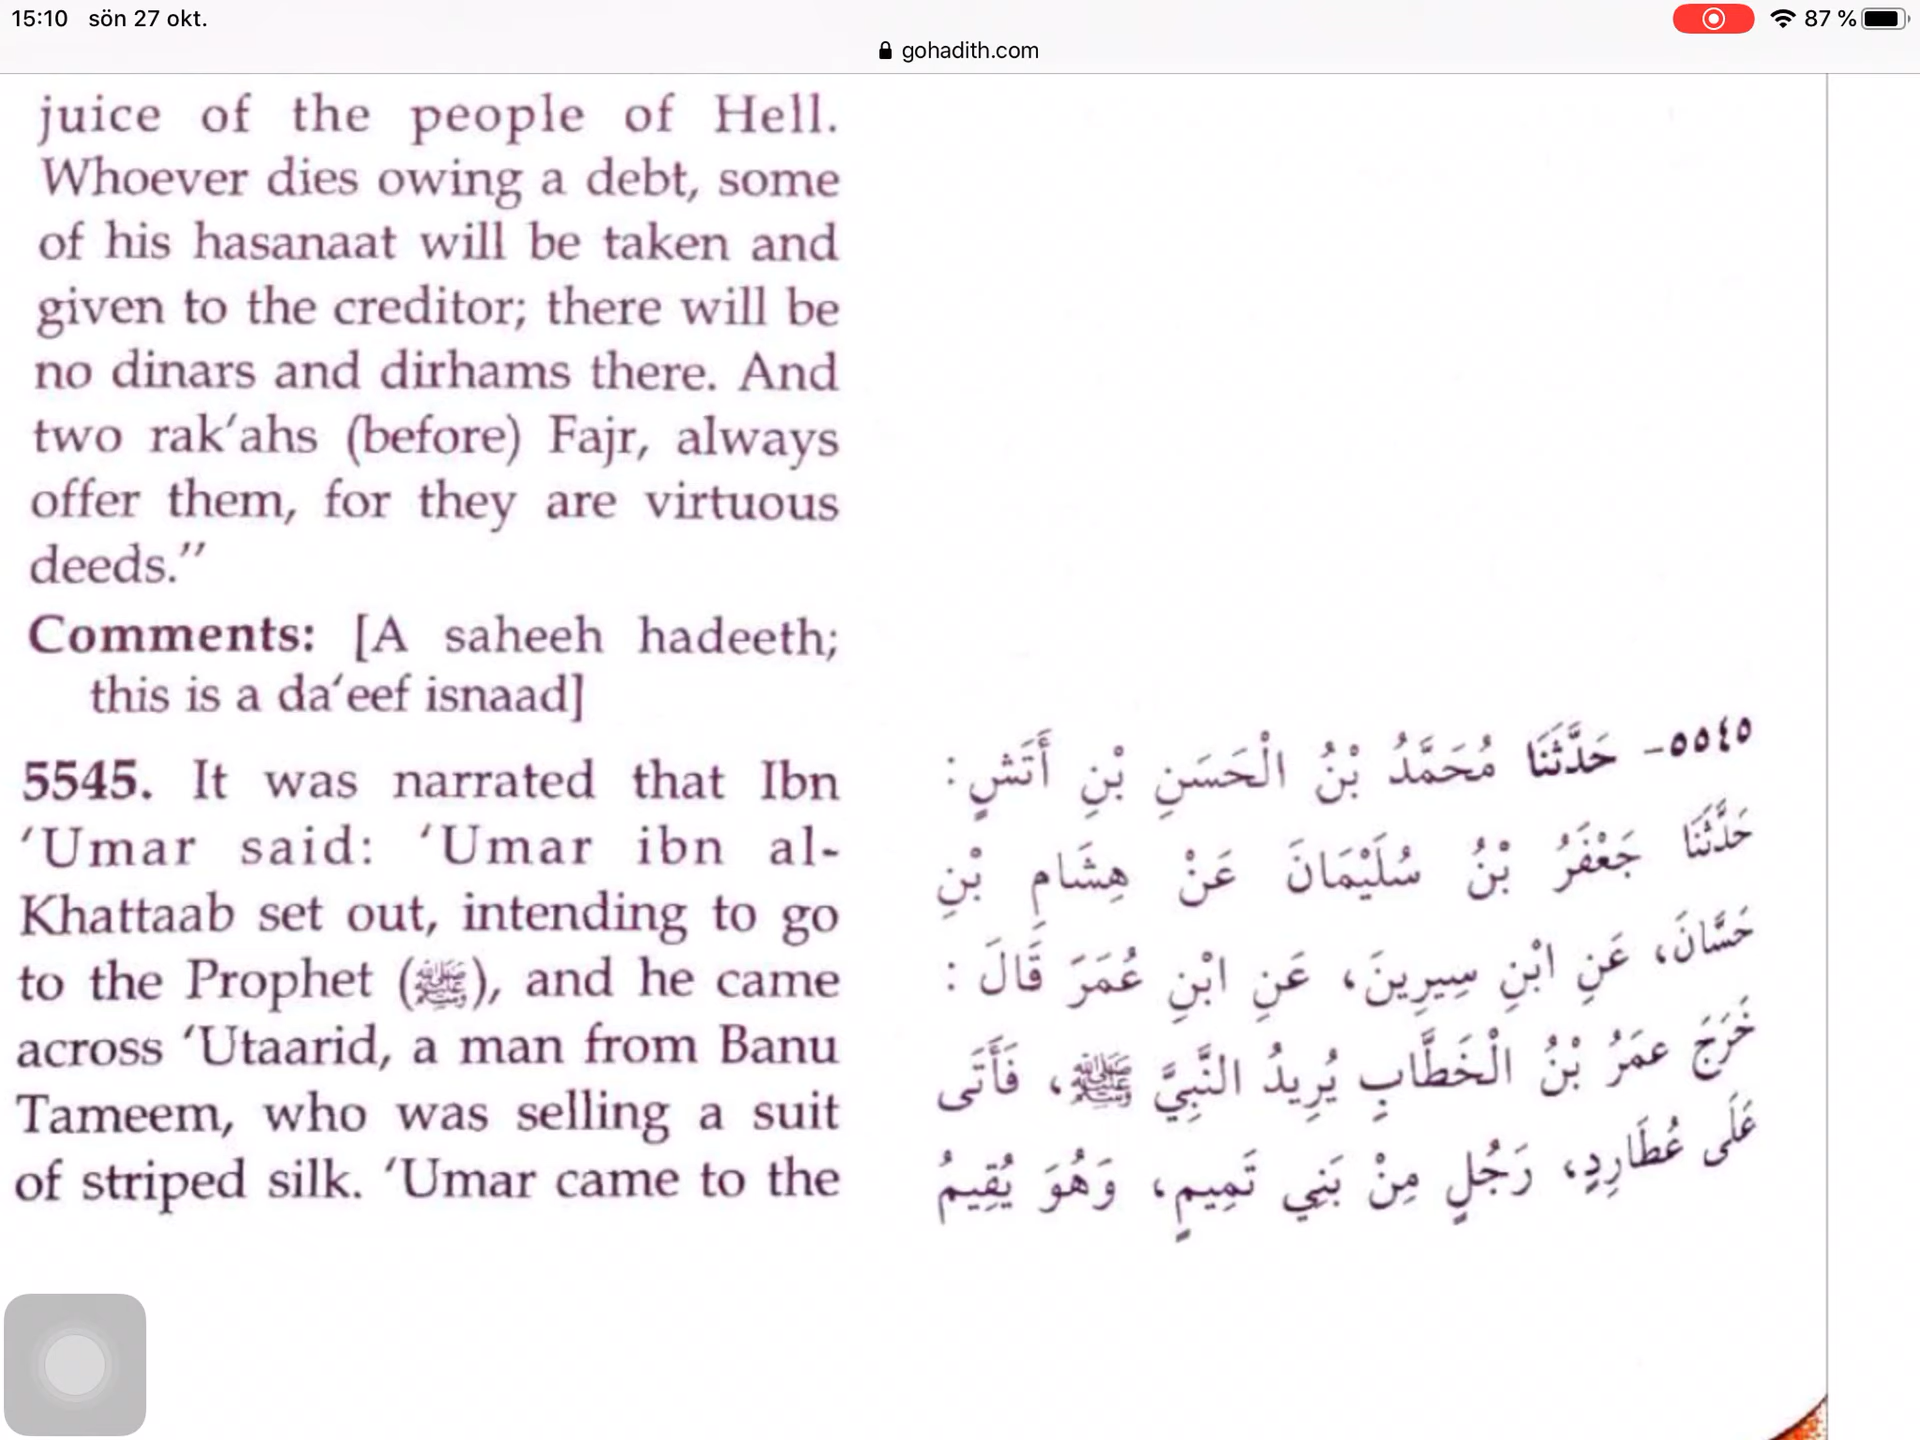 15:10 sön 27 okt.
87 %
gohadith.com
juice of the people of Hell.
Whoever dies owing a debt, some
of his hasanaat will be taken and
given to the creditor; there will be
no dinars and dirhams there. And
two rak'ahs (before) Fajr, always
offer them, for they are virtuous
deeds.”
Comments: [A saheeh hadeeth;
this is a da‘eef isnaad]
5545. It was narrated that Ibn
‘Umar said: ‘Umar ibn al-
Khattaab set out, intending to go
to the Prophet (ﷺ), and he came
across ‘Utaarid, a man from Banu
Tameem, who was selling a suit
of striped silk. ‘Umar came to the
٥٥٤٥- حَدَّثَنَا مُحَمَّدُ بْنُ الْحَسَنِ بْنِ أَتَشٍ:
حَدَّثَنَا جَعْفَرُ بْنُ سُلَيْمَانَ عَنْ هِشَامِ بْنِ
حَسَّانَ، عَنِ ابْنِ سِيرِينَ، عَنِ ابْنِ عُمَرَ قَالَ:
خَرَجَ عمَرُ بْنُ الْخَطَّابِ يُرِيدُ النَّبِيَّ ﷺ، فَأَتَى
عَلَى عُطَارِدٍ، رَجُلٍ مِنْ بَنِي تَمِيمٍ، وَهُوَ يُقِيمُ